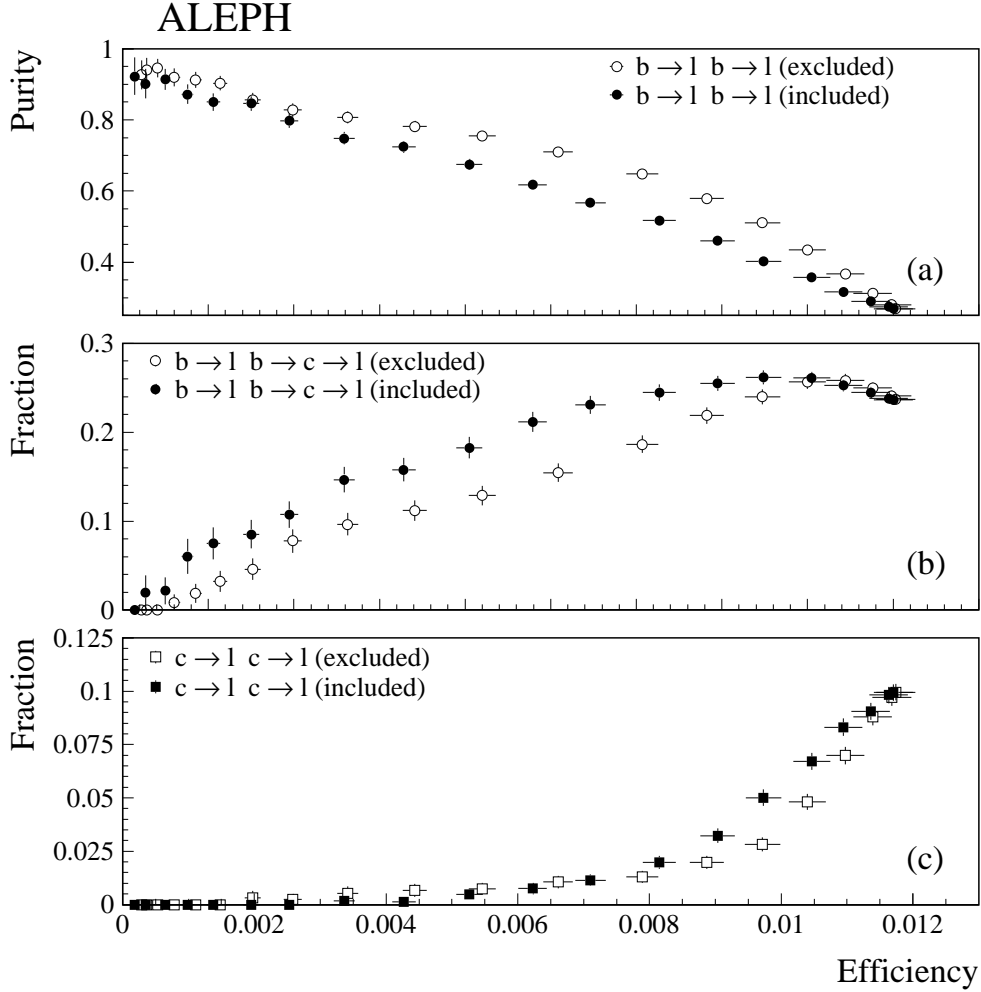 ALEPH
Purity
1
0.8
0.6
0.4
b → l b → l (excluded)
b → l b → l (included)
(a)
Fraction
0.3
0.2
0.1
0
b → l b → c → l (excluded)
b → l b → c → l (included)
(b)
Fraction
0.125
0.1
0.075
0.05
0.025
0
c → l c → l (excluded)
c → l c → l (included)
(c)
0 0.002 0.004 0.006 0.008 0.01 0.012
Efficiency